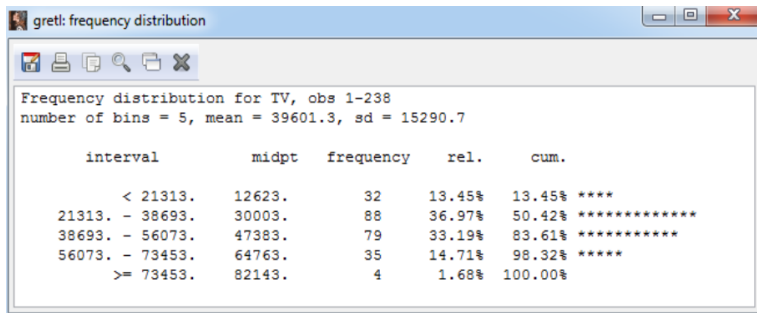 gretl: frequency distribution
Frequency distribution for TV, obs 1-238
number of bins = 5, mean = 39601.3, sd = 15290.7
interval midpt frequency rel. cum.
< 21313. 12623. 32 13.45% 13.45% ****
21313. - 38693. 30003. 88 36.97% 50.42% *************
38693. - 56073. 47383. 79 33.19% 83.61% ***********
56073. - 73453. 64763. 35 14.71% 98.32% *****
>= 73453. 82143. 4 1.68% 100.00%